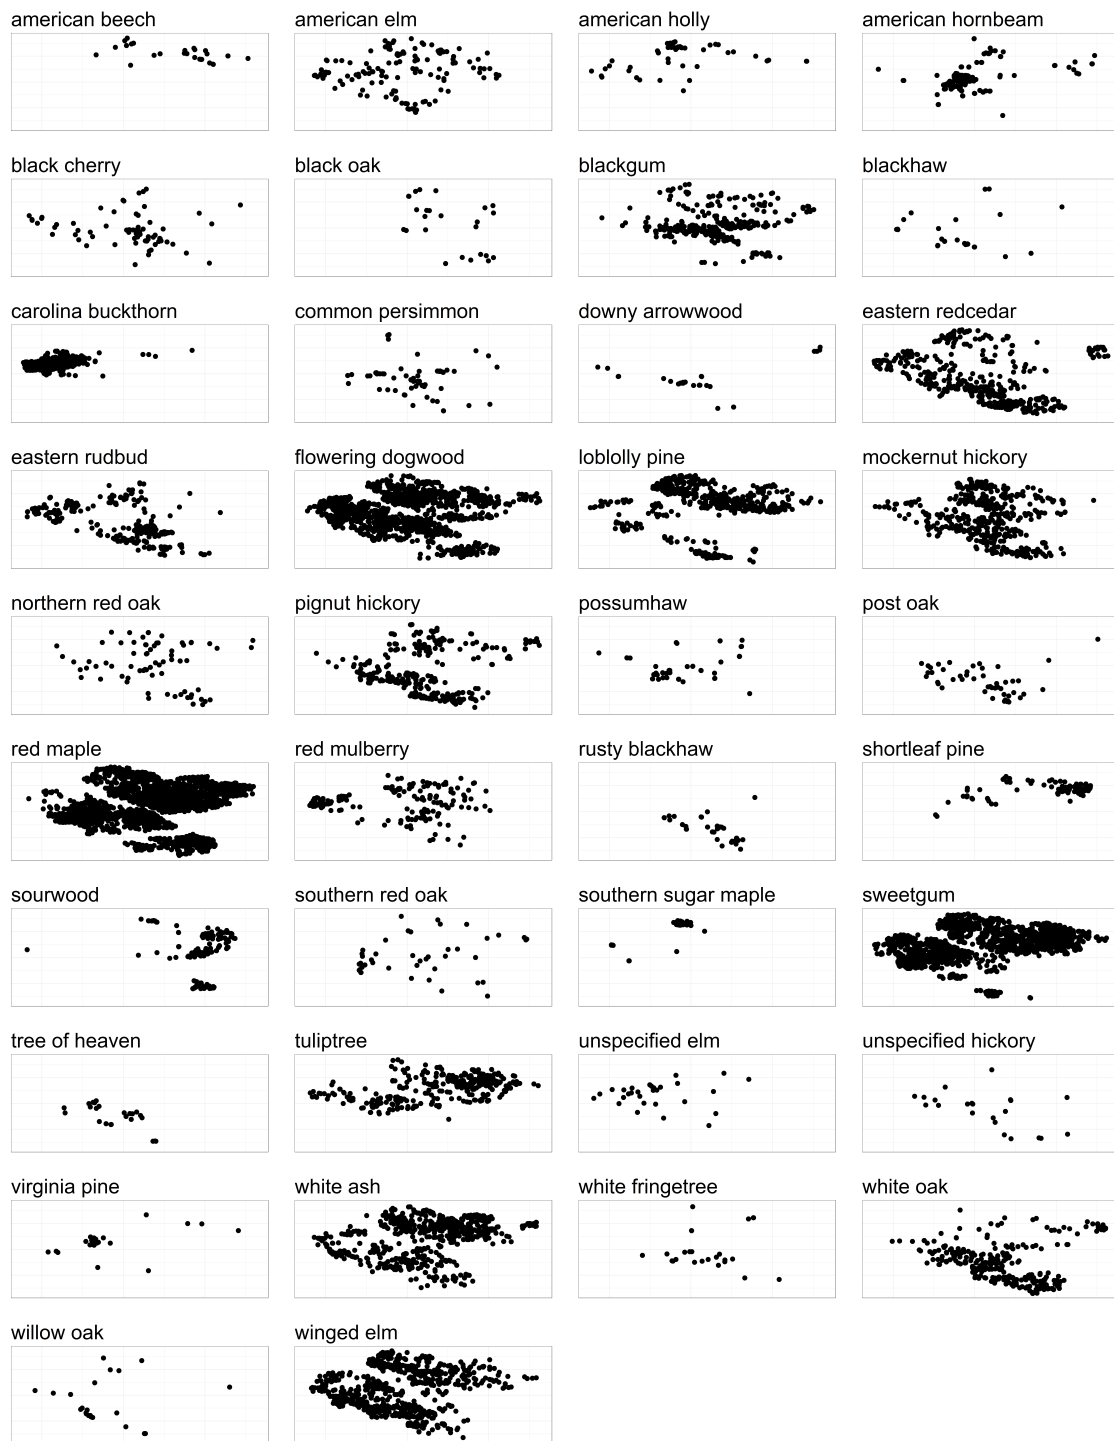 american beech
american elm
american holly
american hornbeam
black cherry
black oak
blackgum
blackhaw
carolina buckthorn
common persimmon
downy arrowwood
eastern redcedar
eastern rudbud
flowering dogwood
loblolly pine
mockernut hickory
northern red oak
pignut hickory
possumhaw
post oak
red maple
red mulberry
rusty blackhaw
shortleaf pine
sourwood
southern red oak
southern sugar maple
sweetgum
tree of heaven
tuliptree
unspecified elm
unspecified hickory
virginia pine
white ash
white fringetree
white oak
willow oak
winged elm